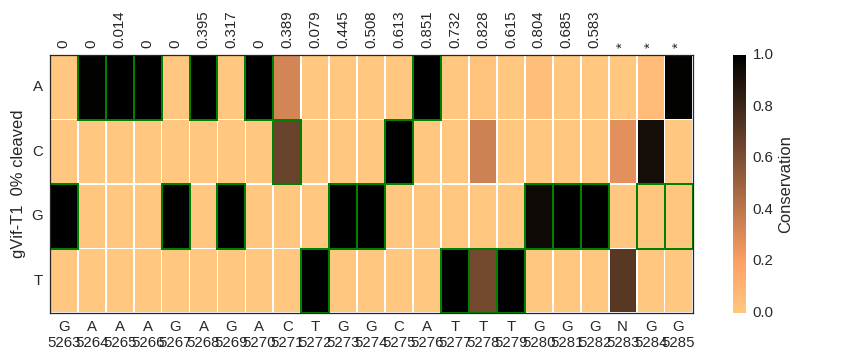 0 0 0.014 0 0 0.395 0.317 0 0.389 0.079 0.445 0.508 0.613 0.851 0.732 0.828 0.615 0.804 0.685 0.583 * * *
gVif-T1 0% cleaved
A
C
G
T
G A A A G A G A C T G G C A T T T G G G N G G
5263 5264 5265 5266 5267 5268 5269 5270 5271 5272 5273 5274 5275 5276 5277 5278 5279 5280 5281 5282 5283 5284 5285
1.0
0.8
0.6
0.4
0.2
0.0
Conservation